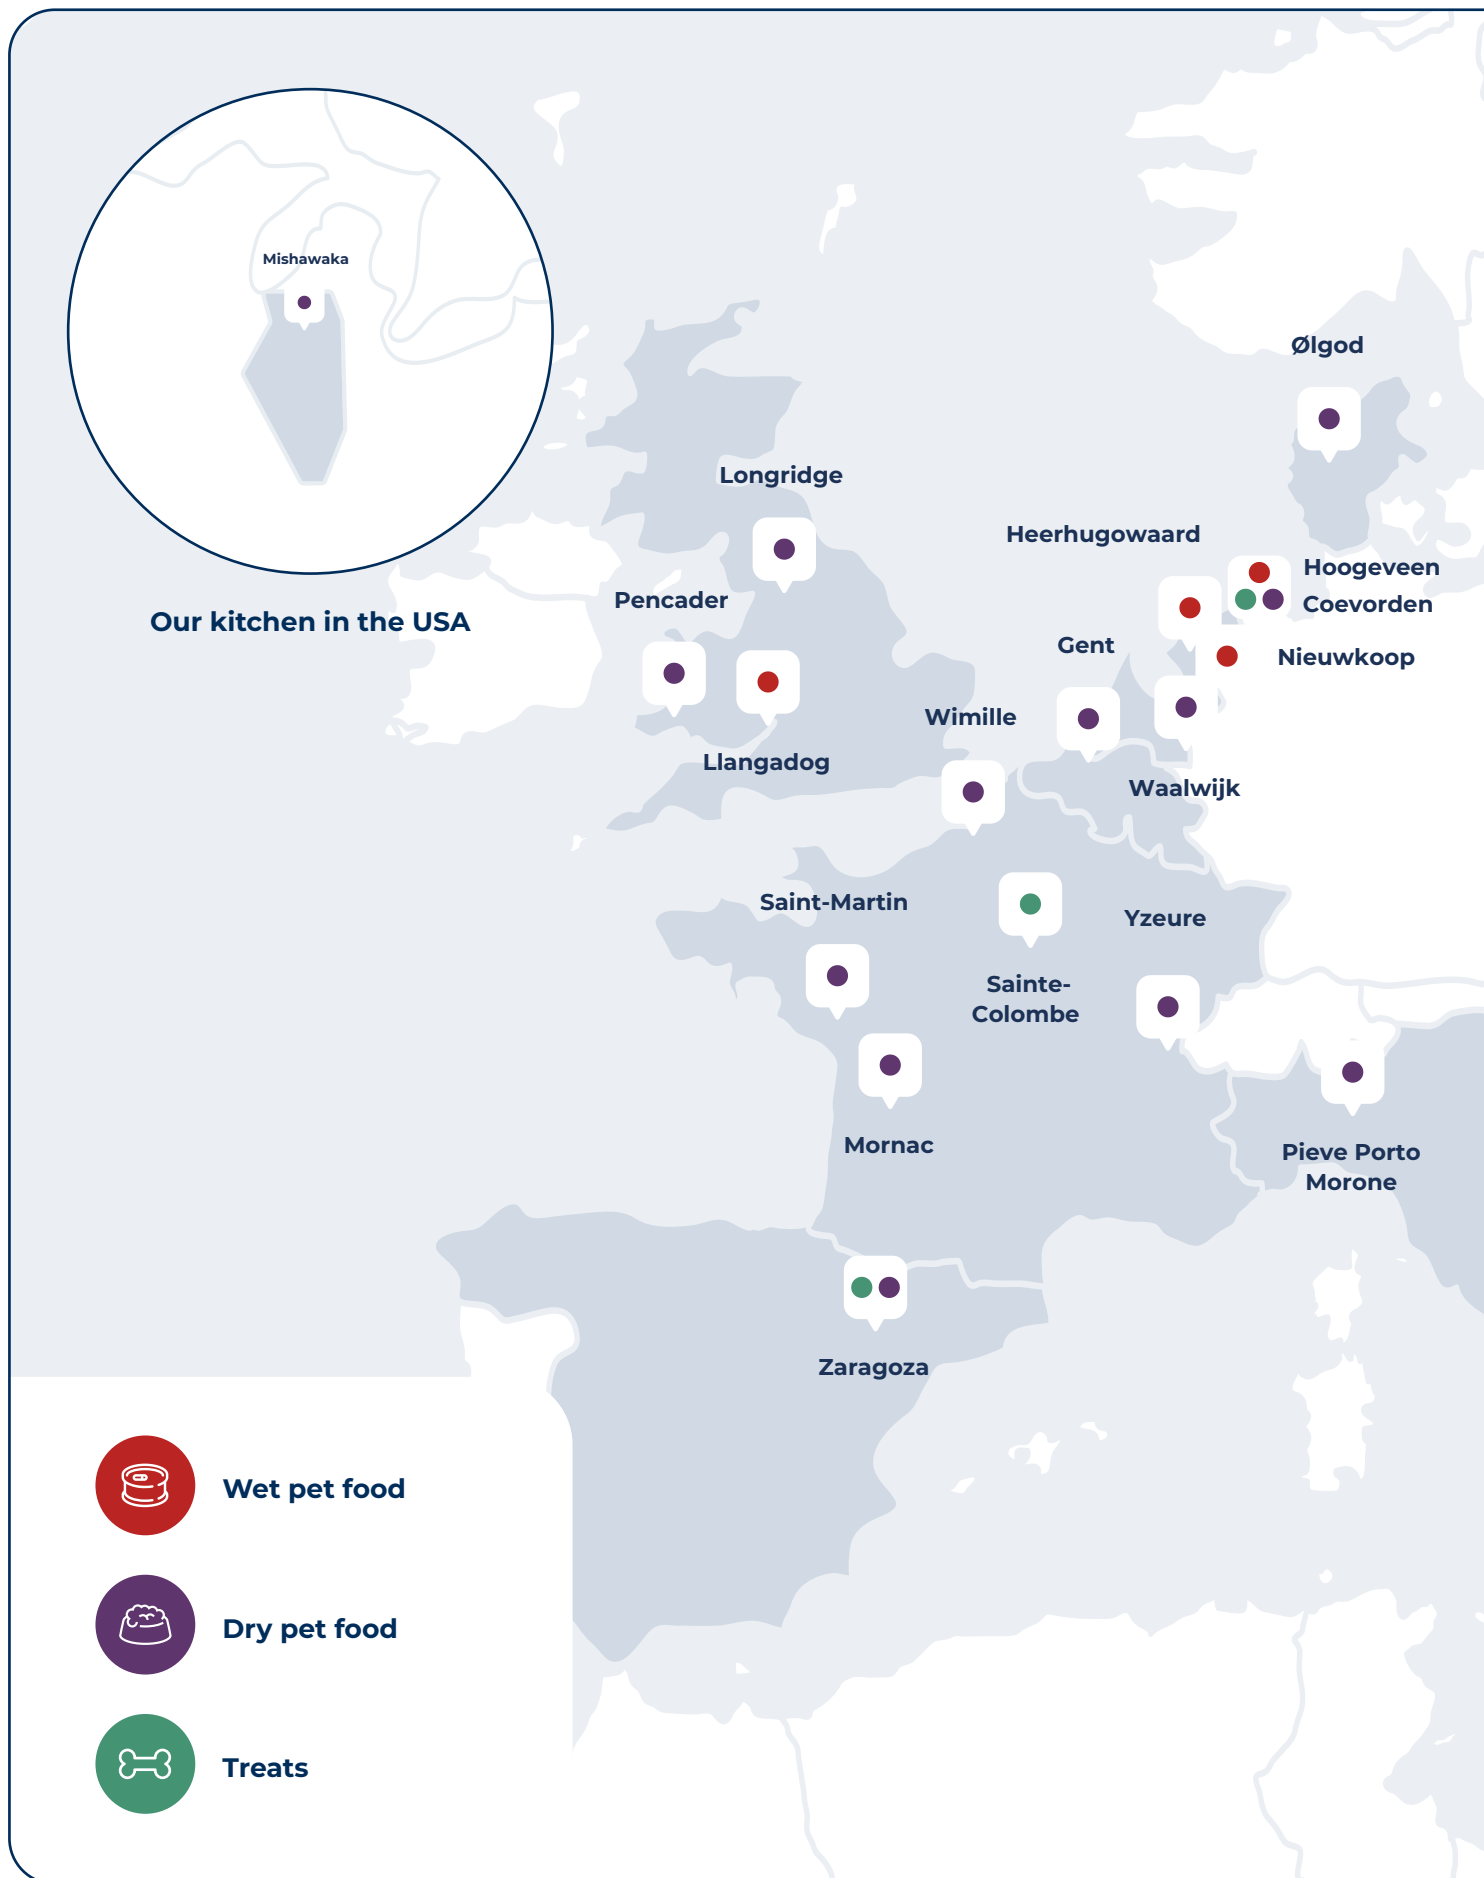 Mishawaka
Our kitchen in the USA
Ølgod
Longridge
Heerhugowaard
Hoogeveen
Coevorden
Pencader
Gent
Nieuwkoop
Wimille
Llangadog
Waalwijk
Saint-Martin
Yzeure
Sainte-
Colombe
Mornac
Pieve Porto
Morone
Zaragoza
Wet pet food
Dry pet food
Treats